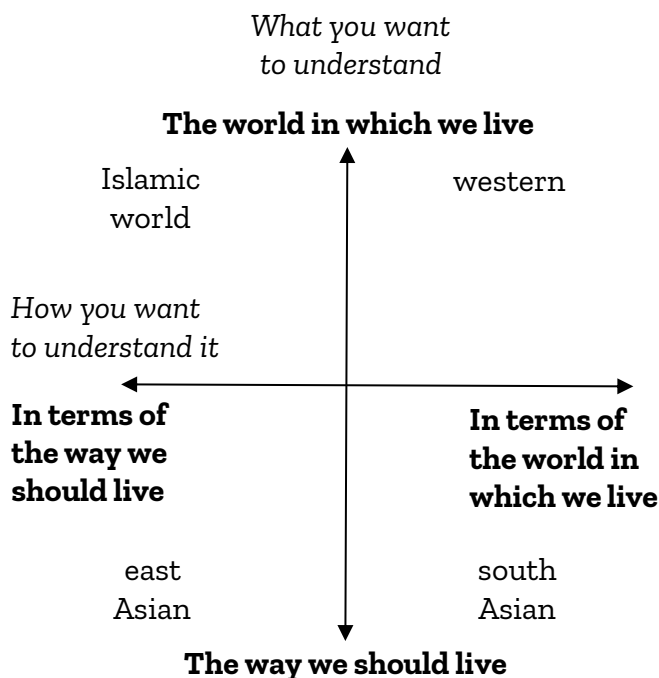 What you want
to understand
The world in which we live
Islamic
world
western
How you want
to understand it
In terms of
the way we
should live
In terms of
the world in
which we live
east
Asian
south
Asian
The way we should live